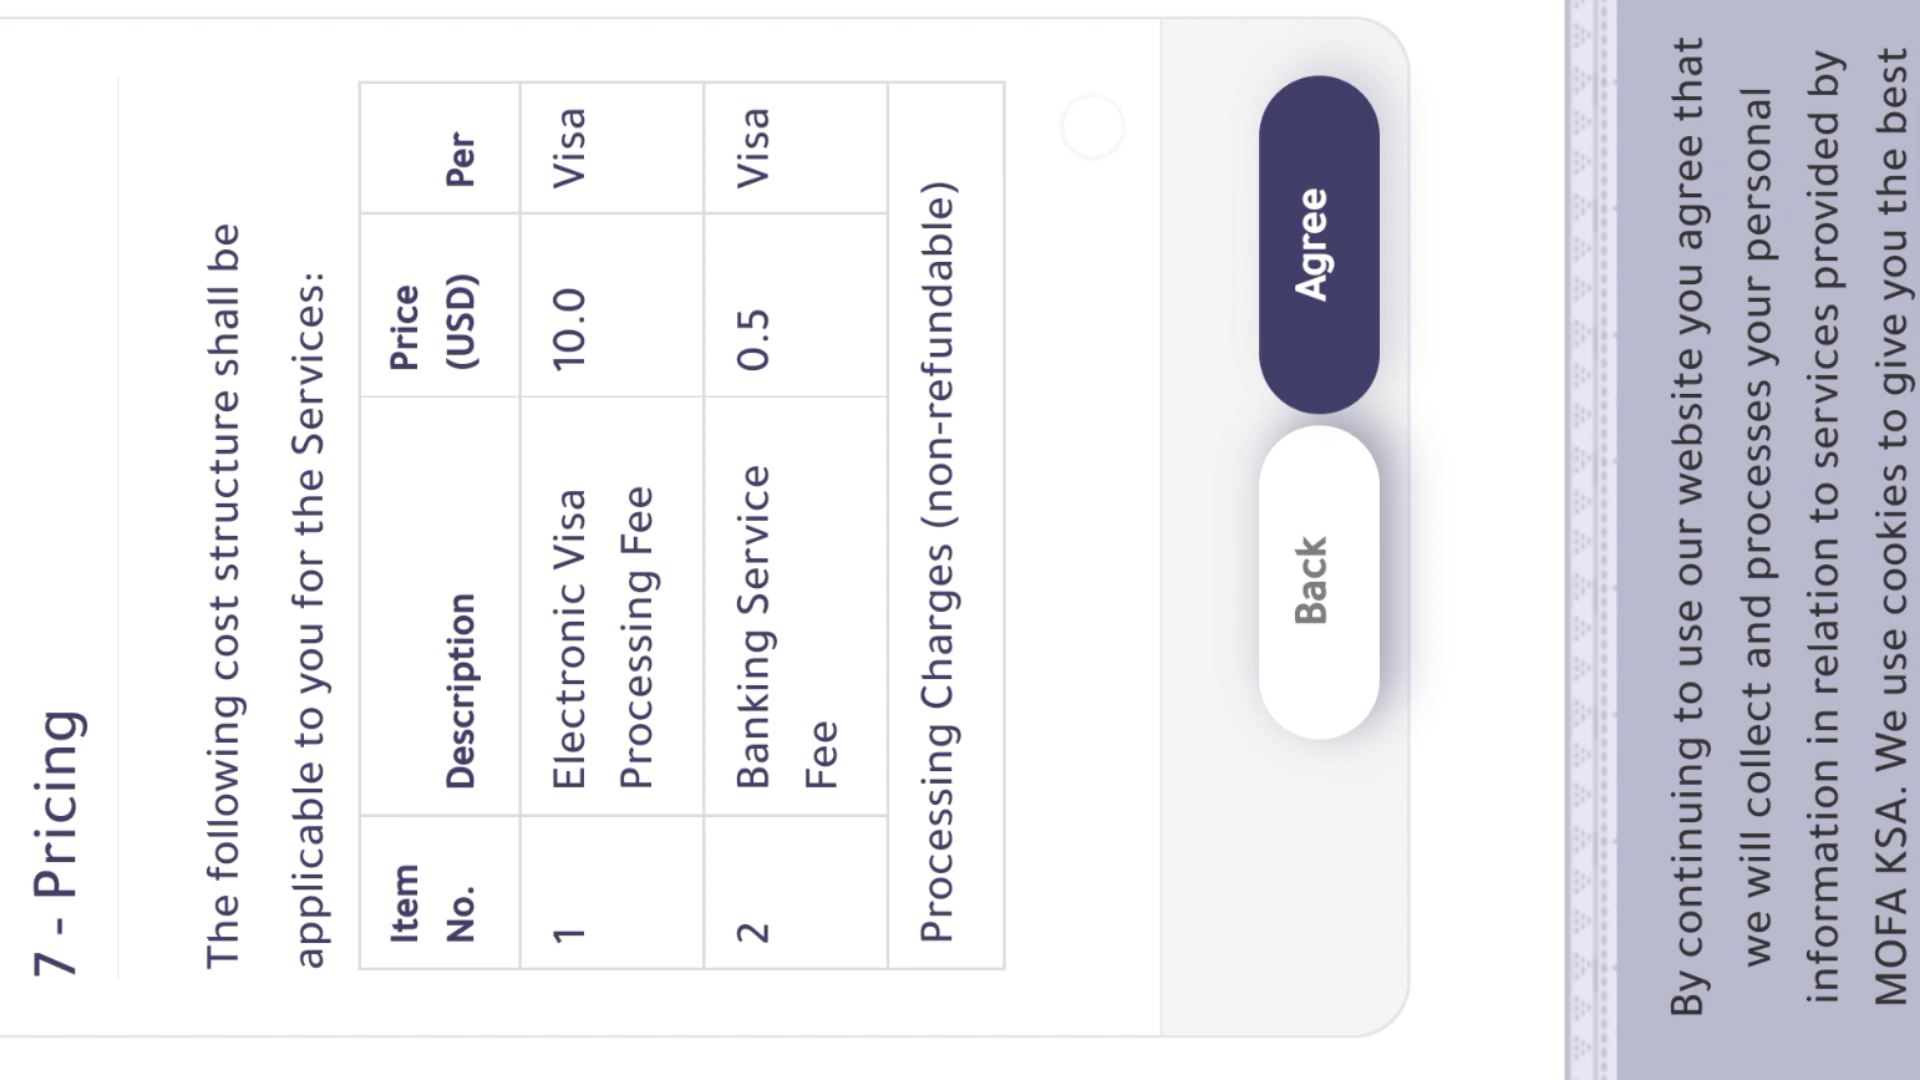 7 - Pricing
The following cost structure shall be
applicable to you for the Services:
Item No. Description Price (USD) Per
1 Electronic Visa Processing Fee 10.0 Visa
2 Banking Service Fee 0.5 Visa
Processing Charges (non-refundable)
Back Agree
By continuing to use our website you agree that
we will collect and processes your personal
information in relation to services provided by
MOFA KSA. We use cookies to give you the best